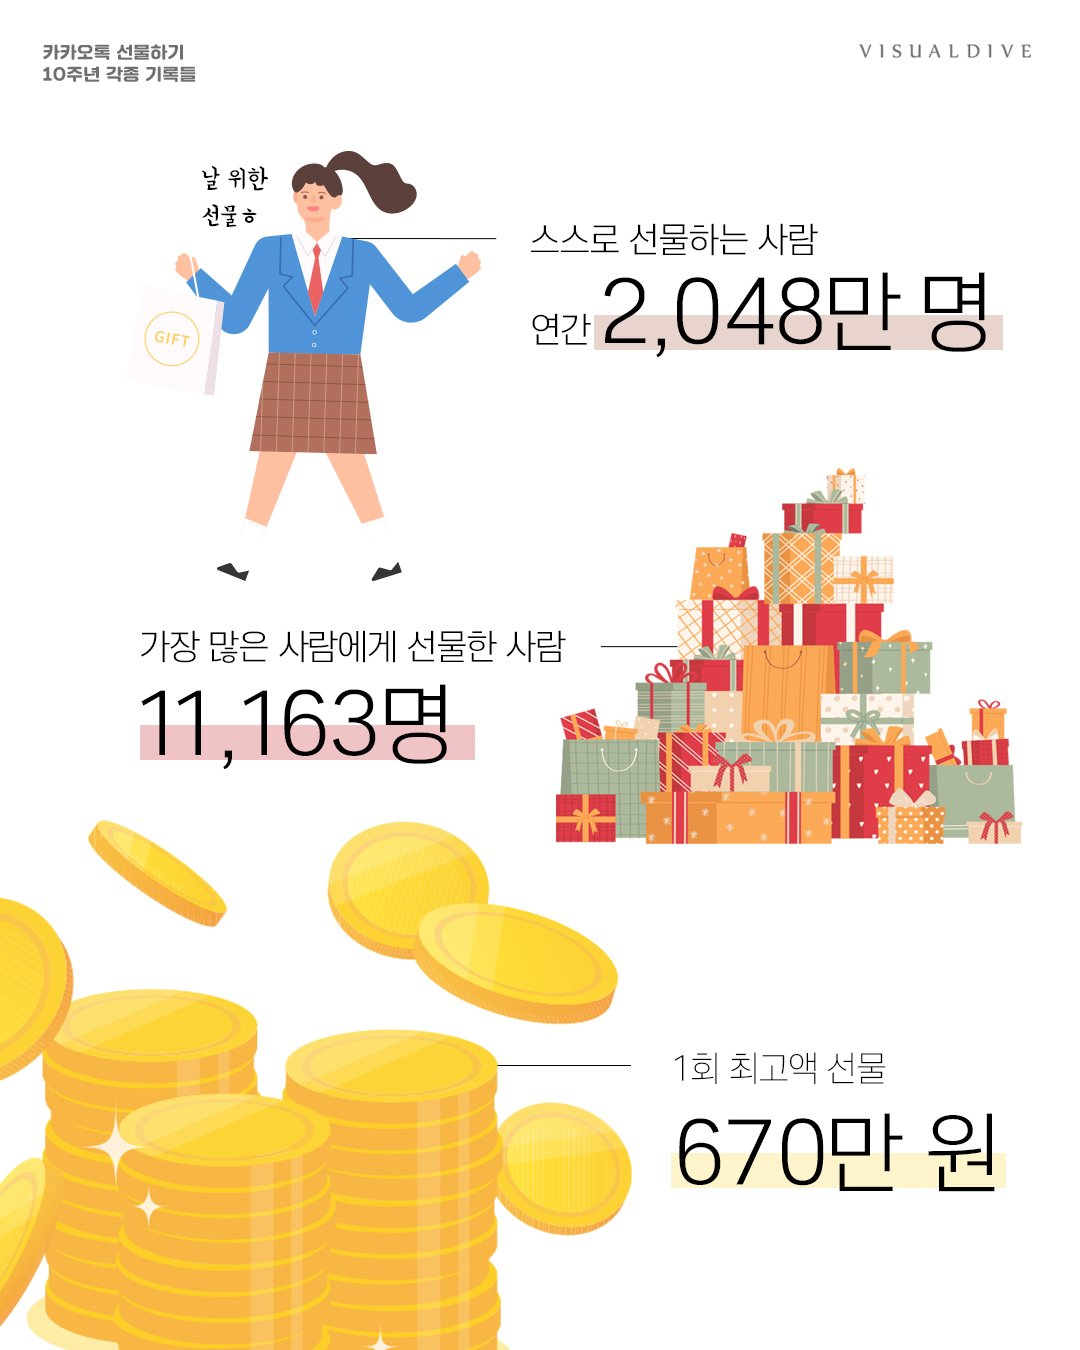 카카오톡 선물하기
10주년 각종 기록들
VISUALDIVE
날 위한
선물ㅎ
GIFT
스스로 선물하는 사람
연간 2,048만 명
가장 많은 사람에게 선물한 사람
11,163명
1회 최고액 선물
670만 원